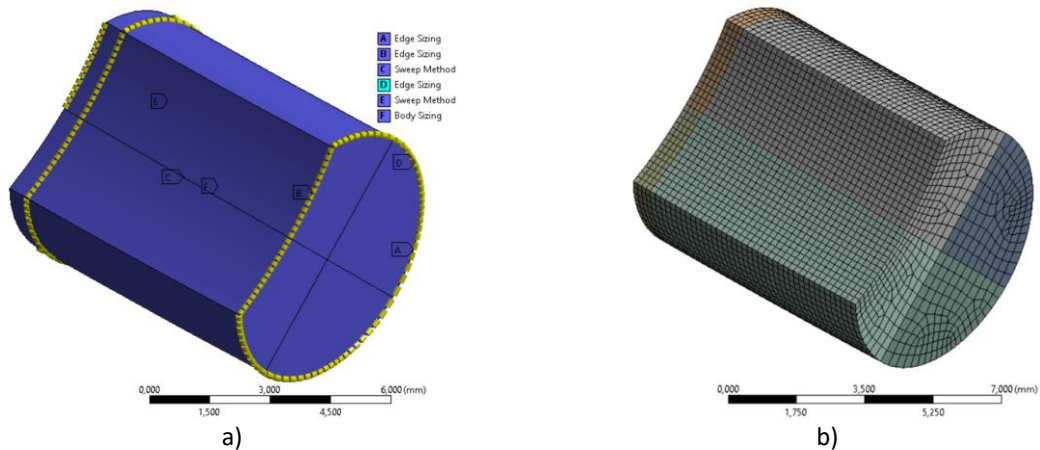 A Edge Sizing
B Edge Sizing
C Sweep Method
D Edge Sizing
E Sweep Method
F Body Sizing
E
D
C
F
B
A
0,000 3,000 6,000 (mm)
1,500 4,500
0,000 3,500 7,000 (mm)
1,750 5,250
a) b)